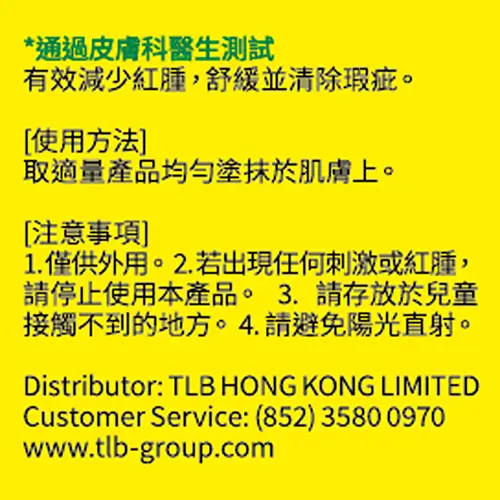 *通過皮膚科醫生測試
有效減少紅腫，舒緩並清除瑕疵。
[使用方法]
取適量產品均勻塗抹於肌膚上。
[注意事項]
1.僅供外用。2.若出現任何刺激或紅腫，
請停止使用本產品。 3. 請存放於兒童
接觸不到的地方。4.請避免陽光直射。
Distributor: TLB HONG KONG LIMITED
Customer Service: (852) 3580 0970
www.tlb-group.com